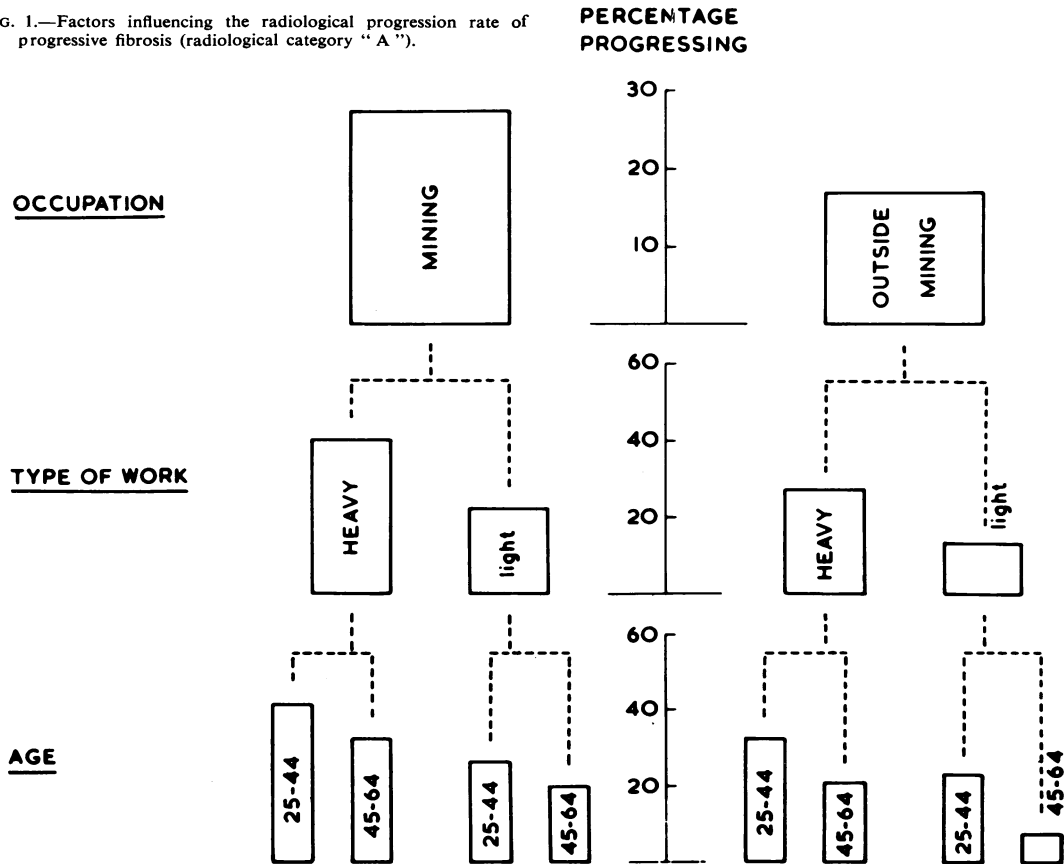 G. 1.—Factors influencing the radiological progression rate of
progressive fibrosis (radiological category “ A ”).
PERCENTAGE
PROGRESSING
OCCUPATION
MINING
30
20
10
OUTSIDE
MINING
TYPE OF WORK
HEAVY
light
60
40
20
HEAVY
light
AGE
25-44
45-64
25-44
45-64
60
40
20
25-44
45-64
25-44
45-64